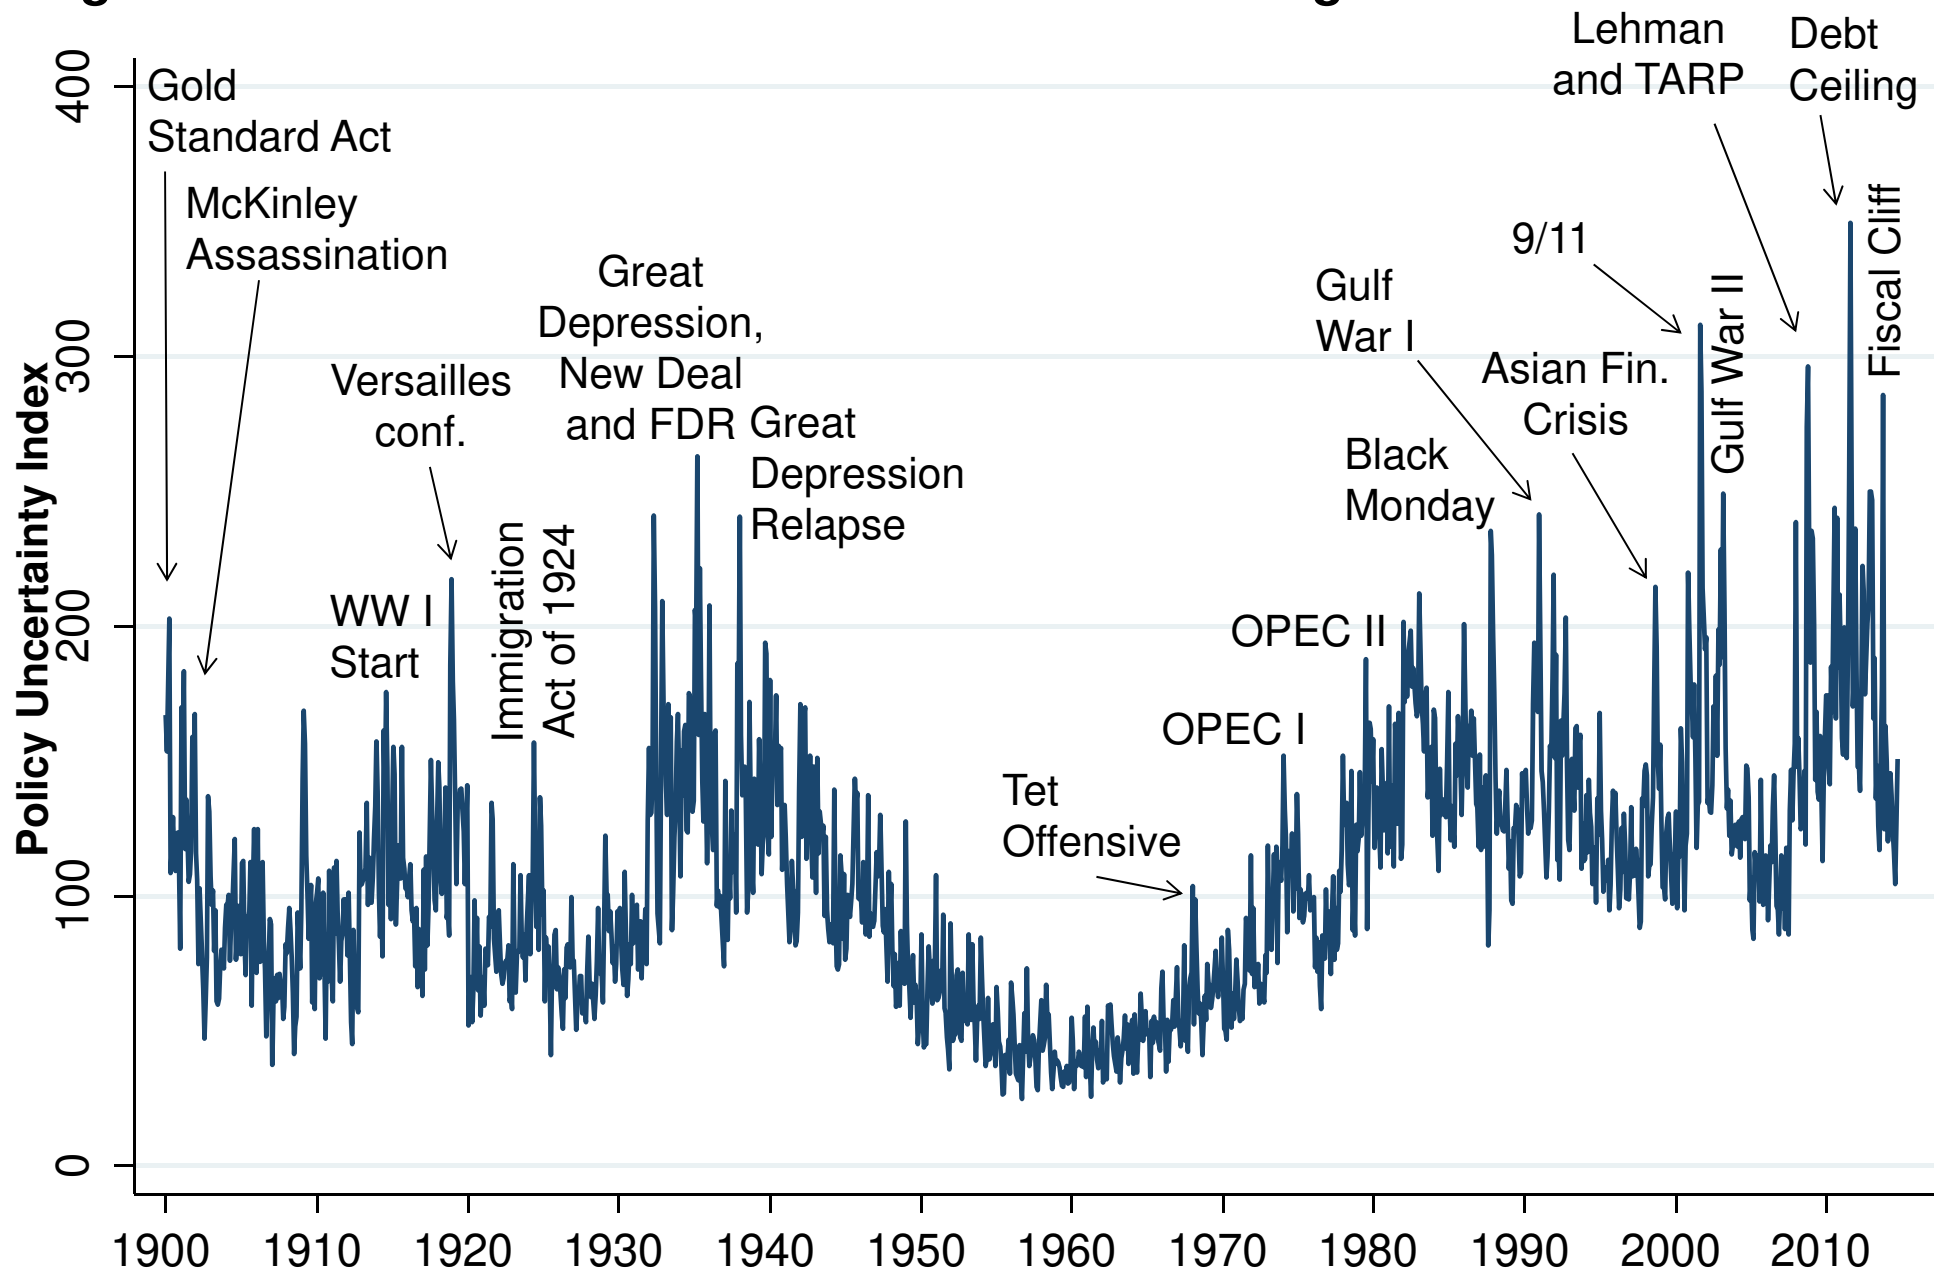 Lehman
and TARP
Debt
Ceiling
Gold
Standard Act
McKinley
Assassination
Fiscal Cliff
9/11
Great
Depression,
New Deal
and FDR
Gulf
War I
Gulf War II
Asian Fin.
Crisis
Versailles
conf.
Great
Depression
Relapse
Black
Monday
Immigration
Act of 1924
WW I
Start
OPEC II
OPEC I
Tet
Offensive
Policy Uncertainty Index
400
300
200
100
0
1900 1910 1920 1930 1940 1950 1960 1970 1980 1990 2000 2010